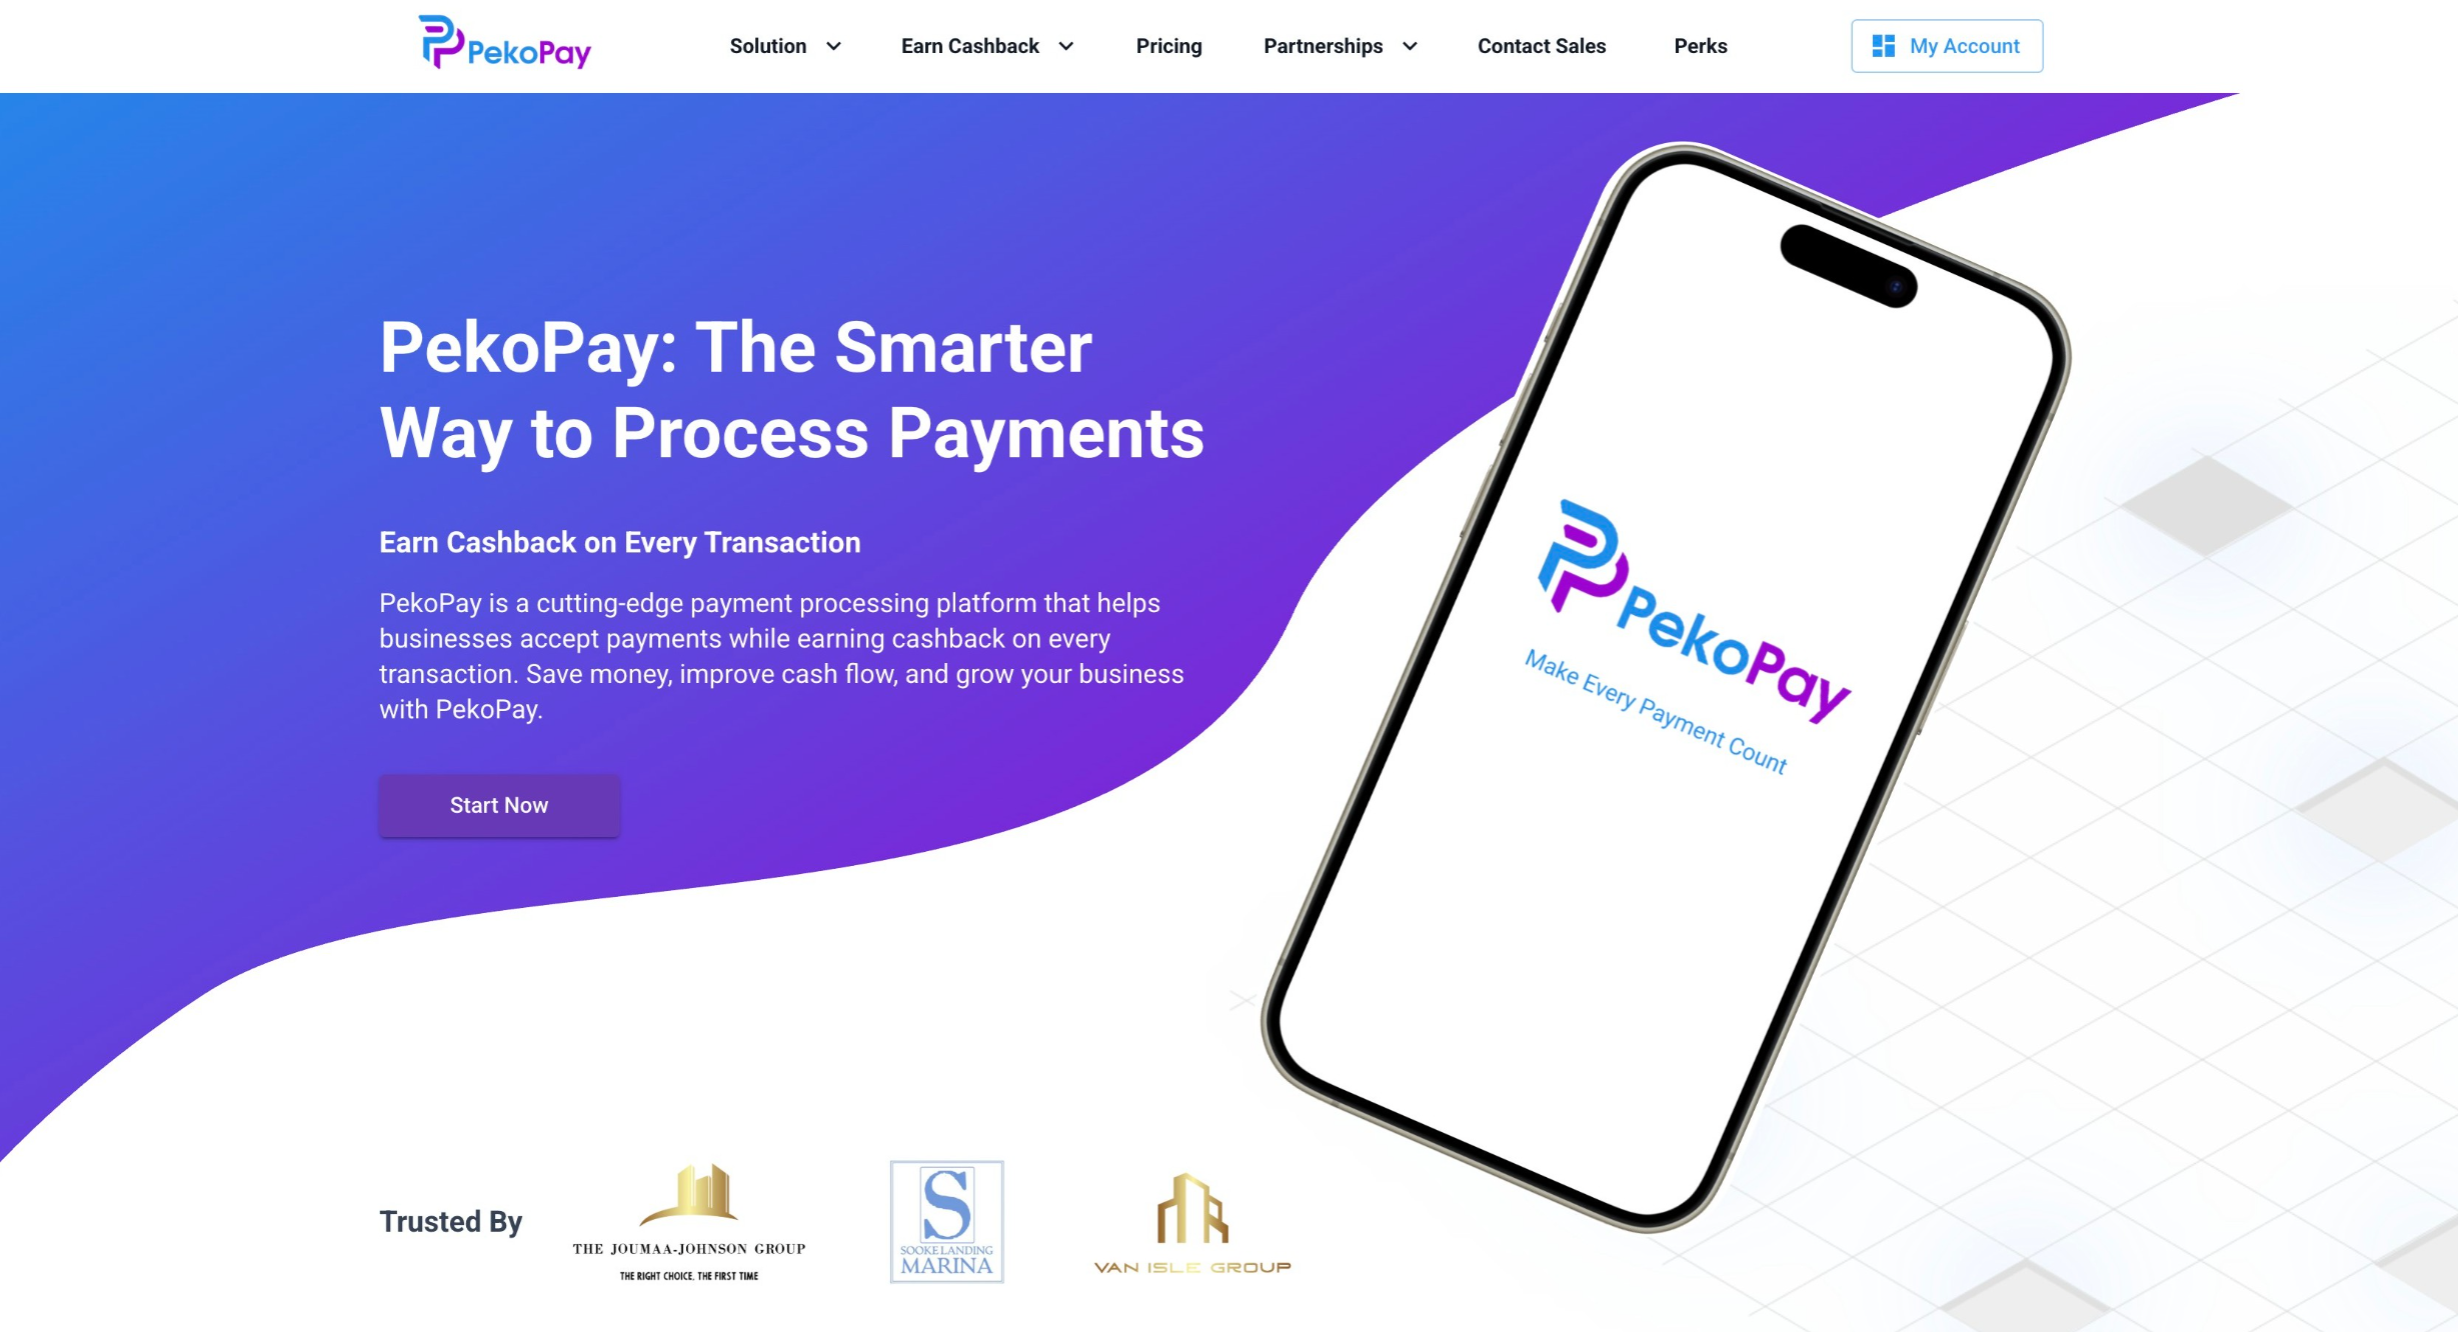 PekoPay
Solution
Earn Cashback
Pricing
Partnerships
Contact Sales
Perks
My Account
PekoPay: The Smarter
Way to Process Payments
Earn Cashback on Every Transaction
PekoPay is a cutting-edge payment processing platform that helps
businesses accept payments while earning cashback on every
transaction. Save money, improve cash flow, and grow your business
with PekoPay.
Start Now
PekoPay
Make Every Payment Count
Trusted By
THE JOUMAA-JOHNSON GROUP
THE RIGHT CHOICE, THE FIRST TIME
S
SOOKE LANDING
MARINA
VAN ISLE GROUP